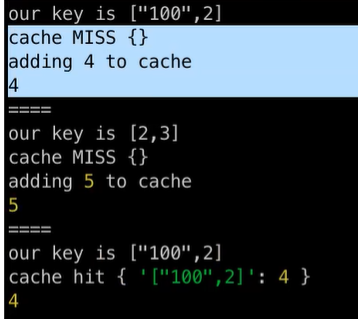 our key is ["100",2]
cache MISS {}
adding 4 to cache
4
====
our key is [2,3]
cache MISS {}
adding 5 to cache
5
====
our key is ["100",2]
cache hit { '["100",2]': 4 }
4